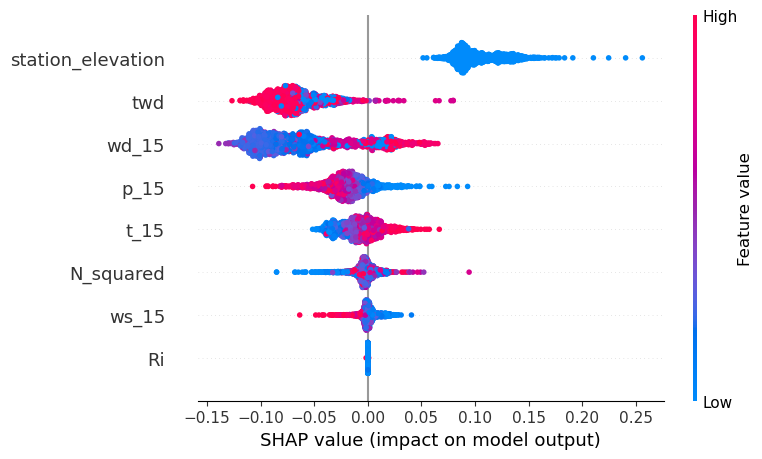 High
station_elevation
twd
wd_15
p_15
t_15
N_squared
ws_15
Ri
Feature value
Low
−0.15 −0.10 −0.05 0.00 0.05 0.10 0.15 0.20 0.25
SHAP value (impact on model output)